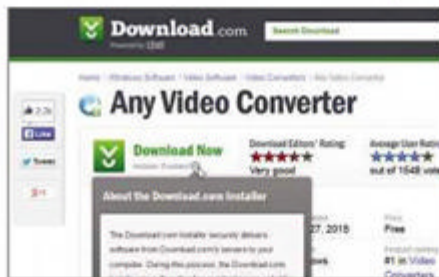 Download.com
Search Download
Powered by CNET
Home Windows Software Video Software Video Converters Any Video Converter
Any Video Converter
Like
Tweet
Download Now
Download Editors' Rating:
Very good
Average User Rating
out of 1648 votes
About the Download.com Installer
The Download.com Installer securely delivers
software from Download.com's servers to your
computer. During this process, the Download.com
27, 2015
Price
Free
#1 in Video
Converters